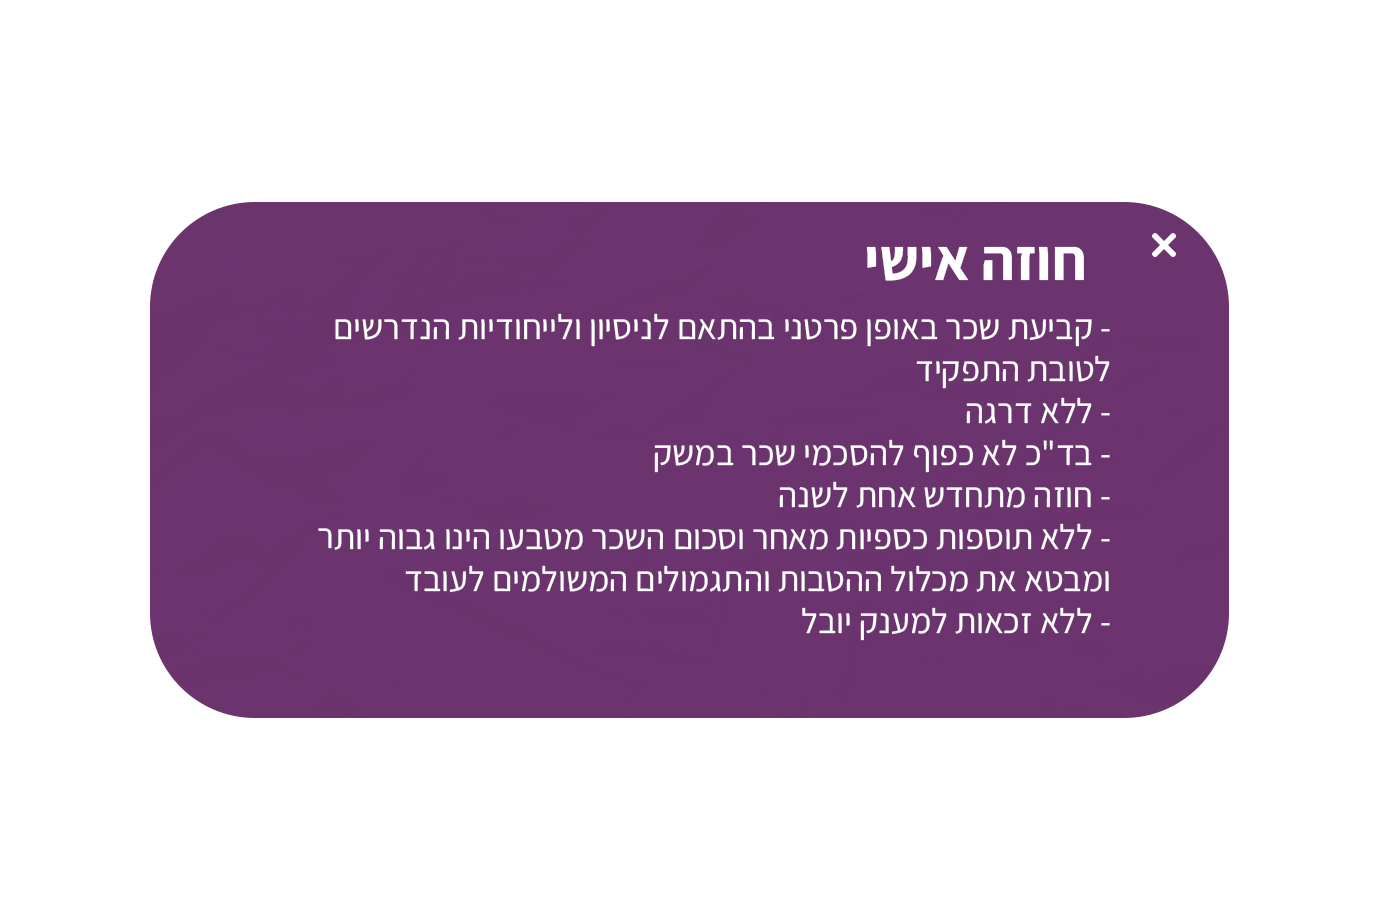 חוזה אישי
- קביעת שכר באופן פרטני בהתאם לניסיון ולייחודיות הנדרשים
לטובת התפקיד
- ללא דרגה
- בד"כ לא כפוף להסכמי שכר במשק
- חוזה מתחדש אחת לשנה
- ללא תוספות כספיות מאחר וסכום השכר מטבעו הינו גבוה יותר
ומבטא את מכלול ההטבות והתגמולים המשולמים לעובד
- ללא זכאות למענק יובל